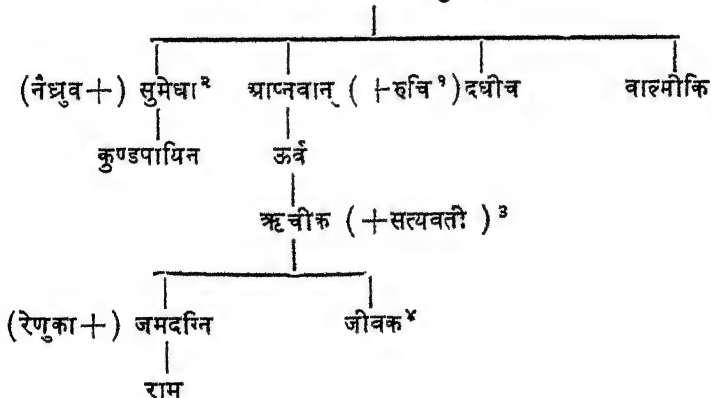 (नैध्रुव+) सुमेधा² आप्नवान् (+रुचि¹) दधीच वाल्मीकि
कुण्डपायिन ऊर्व
ऋचीक (+सत्यवती)³
(रेणुका+) जमदग्नि जीवक⁴
राम